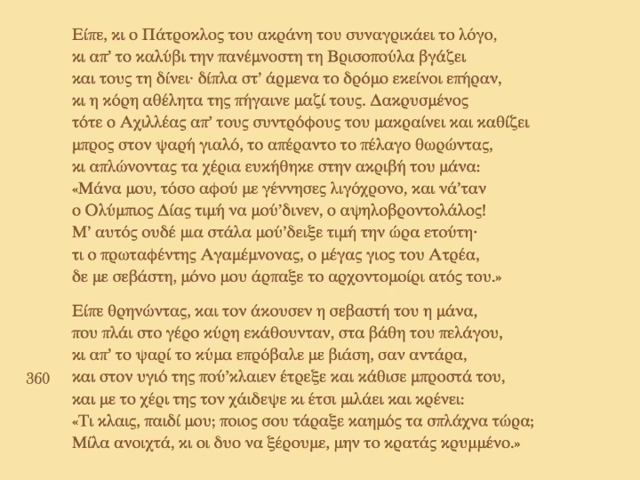 Είπε, κι ο Πάτροκλος του ακράνη του συναγρικάει το λόγο,
κι απ’ το καλύβι την πανέμνοστη τη Βρισοπούλα βγάζει
και τους τη δίνει· δίπλα στ’ άρμενα το δρόμο εκείνοι επήραν,
κι η κόρη αθέλητα της πήγαινε μαζί τους. Δακρυσμένος
τότε ο Αχιλλέας απ’ τους συντρόφους του μακραίνει και καθίζει
μπρος στον ψαρή γιαλό, το απέραντο το πέλαγο θωρώντας,
κι απλώνοντας τα χέρια ευκήθηκε στην ακριβή του μάνα:
«Μάνα μου, τόσο αφού με γέννησες λιγόχρονο, και νά’ταν
ο Ολύμπιος Δίας τιμή να μού’δινεν, ο αψηλοβροντολάλος!
Μ’ αυτός ουδέ μια στάλα μού’δειξε τιμή την ώρα ετούτη·
τι ο πρωταφέντης Αγαμέμνονας, ο μέγας γιος του Ατρέα,
δε με σεβάστη, μόνο μου άρπαξε το αρχοντομοίρι ατός του.»
Είπε θρηνώντας, και τον άκουσεν η σεβαστή του η μάνα,
που πλάι στο γέρο κύρη εκάθουνταν, στα βάθη του πελάγου,
κι απ’ το ψαρί το κύμα επρόβαλε με βιάση, σαν αντάρα,
360 και στον υγιό της πού’κλαιεν έτρεξε και κάθισε μπροστά του,
και με το χέρι της τον χάιδεψε κι έτσι μιλάει και κρένει:
«Τι κλαις, παιδί μου; ποιος σου τάραξε καημός τα σπλάχνα τώρα;
Μίλα ανοιχτά, κι οι δυο να ξέρουμε, μην το κρατάς κρυμμένο.»